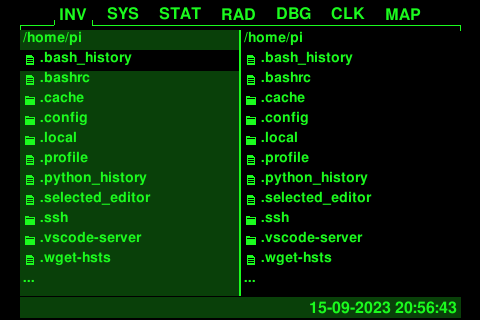 INV SYS STAT RAD DBG CLK MAP
/home/pi
.bash_history
.bashrc
.cache
.config
.local
.profile
.python_history
.selected_editor
.ssh
.vscode-server
.wget-hsts
...
/home/pi
.bash_history
.bashrc
.cache
.config
.local
.profile
.python_history
.selected_editor
.ssh
.vscode-server
.wget-hsts
...
15-09-2023 20:56:43